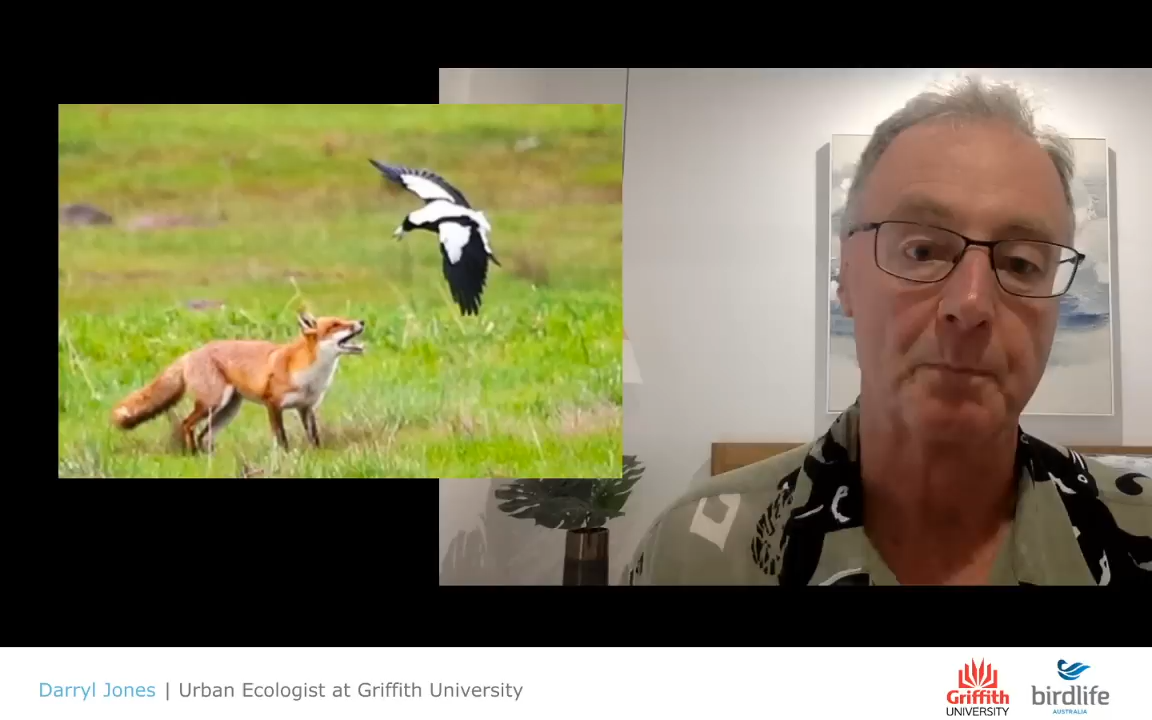 Darryl Jones | Urban Ecologist at Griffith University
Griffith
UNIVERSITY
birdlife
AUSTRALIA